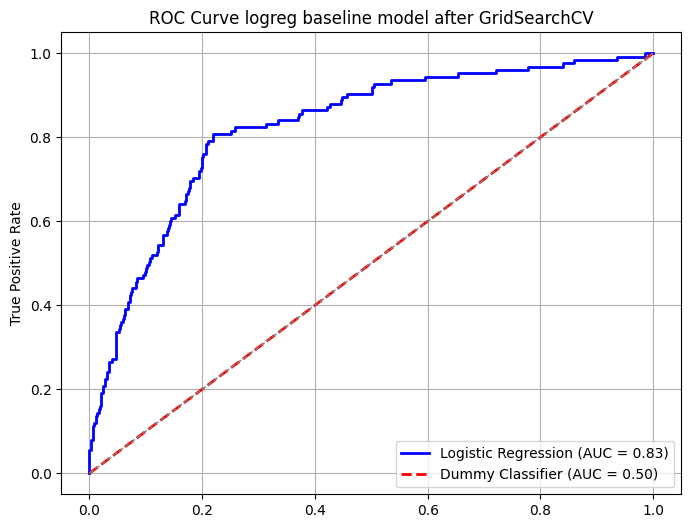 ROC Curve logreg baseline model after GridSearchCV
True Positive Rate
1.0
0.8
0.6
0.4
0.2
0.0
Logistic Regression (AUC = 0.83)
Dummy Classifier (AUC = 0.50)
0.0 0.2 0.4 0.6 0.8 1.0